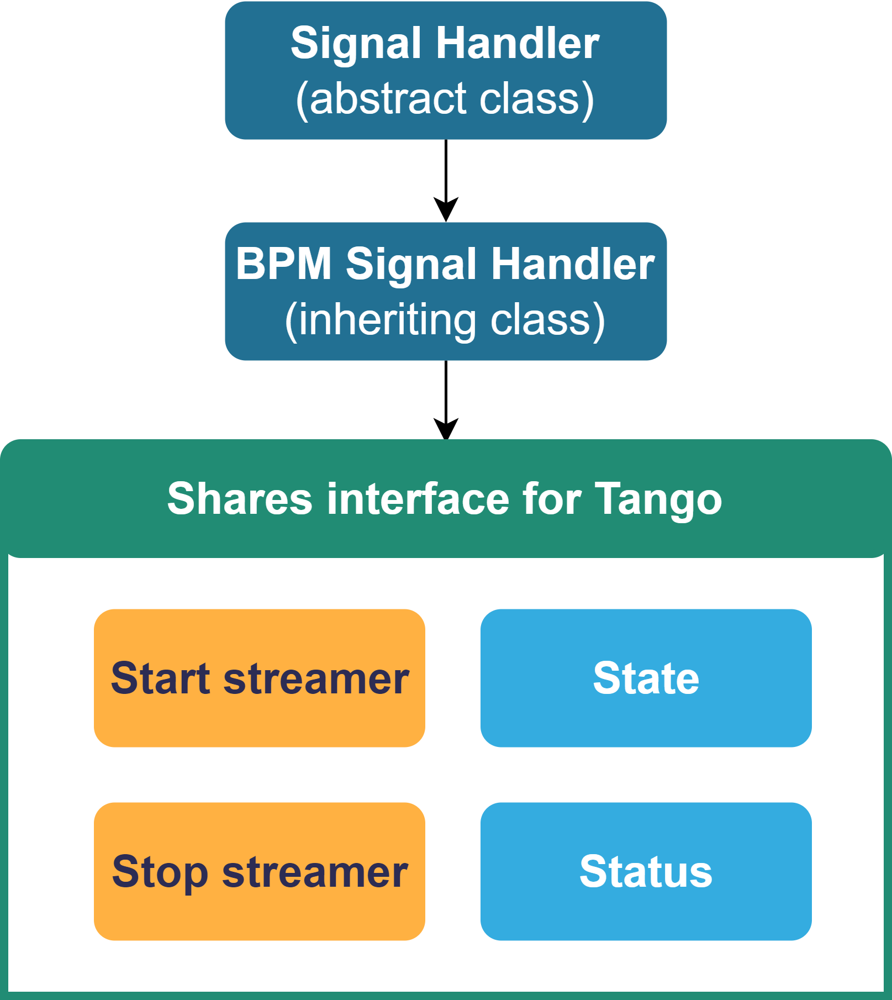 Signal Handler
(abstract class)
BPM Signal Handler
(inheriting class)
Shares interface for Tango
Start streamer
State
Stop streamer
Status